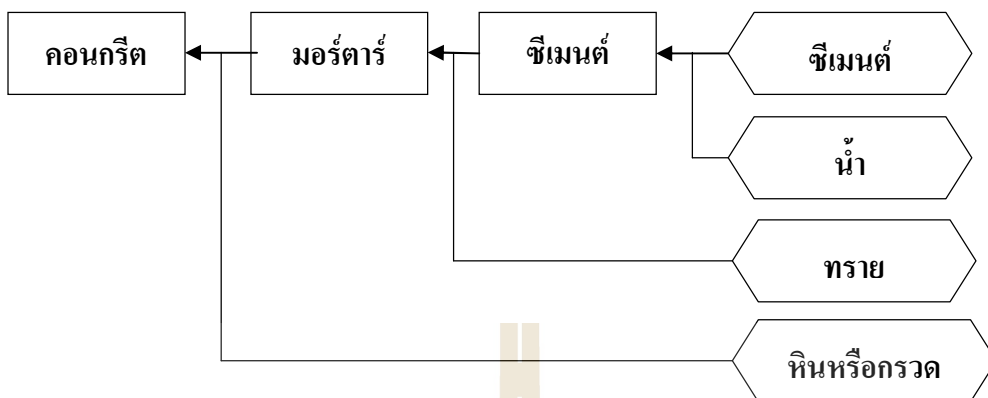 คอนกรีต
มอร์ตาร์
ซีเมนต์
ซีเมนต์
น้ำ
ทราย
หินหรือกรวด